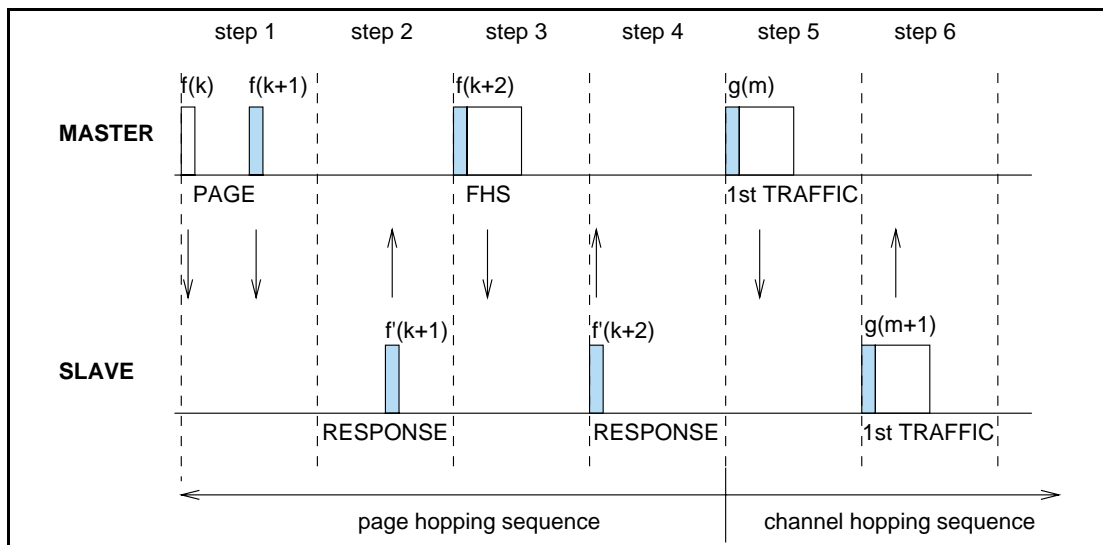 step 1 step 2 step 3 step 4 step 5 step 6
f(k) f(k+1) f(k+2) g(m)
MASTER
PAGE FHS 1st TRAFFIC
f'(k+1) f'(k+2) g(m+1)
SLAVE
RESPONSE RESPONSE 1st TRAFFIC
page hopping sequence channel hopping sequence